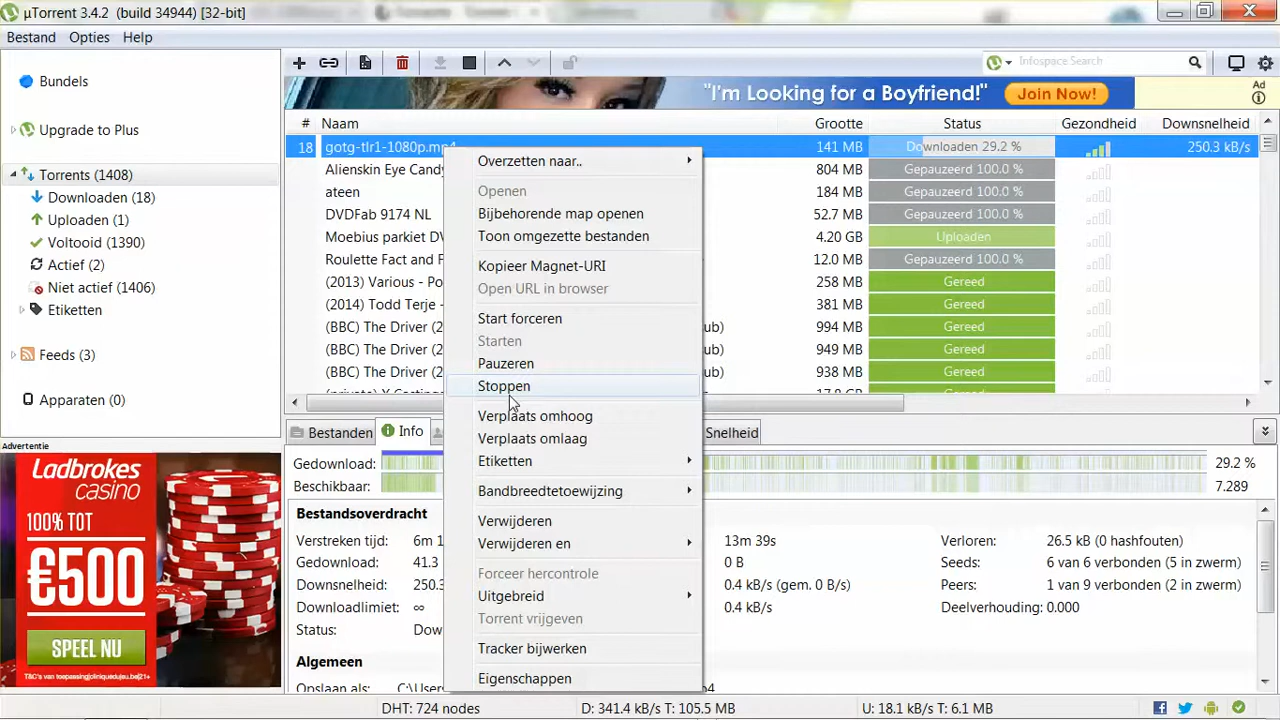 µTorrent 3.4.2 (build 34944) [32-bit]
Bestand Opties Help
Infospace Search
"I'm Looking for a Boyfriend!" Join Now!
Ad
Bundels
Upgrade to Plus
Torrents (1408)
Downloaden (18)
Uploaden (1)
Voltooid (1390)
Actief (2)
Niet actief (1406)
Etiketten
Feeds (3)
Apparaten (0)
# Naam Grootte Status Gezondheid Downsnelheid
18 gotg-tlr1-1080p.mp4 141 MB Downloaden 29.2 % 250.3 kB/s
Alienskin Eye Candy 804 MB Gepauzeerd 100.0 %
ateen 184 MB Gepauzeerd 100.0 %
DVDFab 9174 NL 52.7 MB Gepauzeerd 100.0 %
Moebius parkiet DV 4.20 GB Uploaden
Roulette Fact and F 12.0 MB Gepauzeerd 100.0 %
(2013) Various - Po 258 MB Gereed
(2014) Todd Terje - 381 MB Gereed
(BBC) The Driver (2 ub) 994 MB Gereed
(BBC) The Driver (2 ub) 949 MB Gereed
(BBC) The Driver (2 ub) 972 MB Gereed
Overzetten naar..
Openen
Bijbehorende map openen
Toon omgezette bestanden
Kopieer Magnet-URI
Open URL in browser
Start forceren
Starten
Pauzeren
Stoppen
Verplaats omhoog
Verplaats omlaag
Etiketten
Bandbreedtetoewijzing
Verwijderen
Verwijderen en
Forceer hercontrole
Uitgebreid
Torrent vrijgeven
Tracker bijwerken
Eigenschappen
Bestanden Info Snelheid
Gedownload: 29.2 %
Beschikbaar: 7.289
Bestandsoverdracht
Verstreken tijd: 6m 1 13m 39s Verloren: 26.5 kB (0 hashfouten)
Gedownload: 41.3 0 B Seeds: 6 van 6 verbonden (5 in zwerm)
Downsnelheid: 250.3 0.4 kB/s (gem. 0 B/s) Peers: 1 van 9 verbonden (2 in zwerm)
Downloadlimiet: ∞ 0.4 kB/s Deelverhouding: 0.000
Status: Dow
Algemeen
Opslaan als: C:\Users p4
Advertentie
Ladbrokes
casino
100% TOT
€500
SPEEL NU
DHT: 724 nodes D: 341.4 kB/s T: 105.5 MB U: 18.1 kB/s T: 6.1 MB